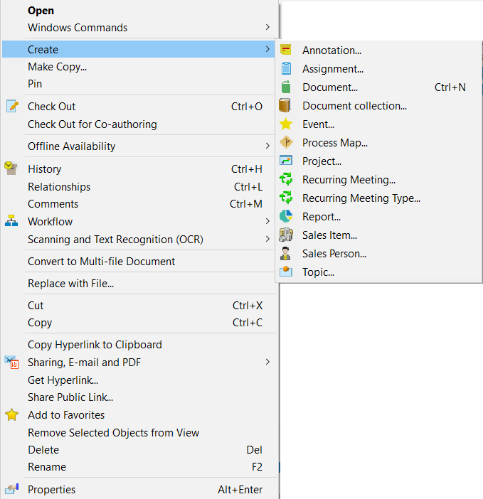 Open
Windows Commands
Create
Make Copy...
Pin
Check Out Ctrl+O
Check Out for Co-authoring
Offline Availability
History Ctrl+H
Relationships Ctrl+L
Comments Ctrl+M
Workflow
Scanning and Text Recognition (OCR)
Convert to Multi-file Document
Replace with File...
Cut Ctrl+X
Copy Ctrl+C
Copy Hyperlink to Clipboard
Sharing, E-mail and PDF
Get Hyperlink...
Share Public Link...
Add to Favorites
Remove Selected Objects from View
Delete Del
Rename F2
Properties Alt+Enter
Annotation...
Assignment...
Document... Ctrl+N
Document collection...
Event...
Process Map...
Project...
Recurring Meeting...
Recurring Meeting Type...
Report...
Sales Item...
Sales Person...
Topic...